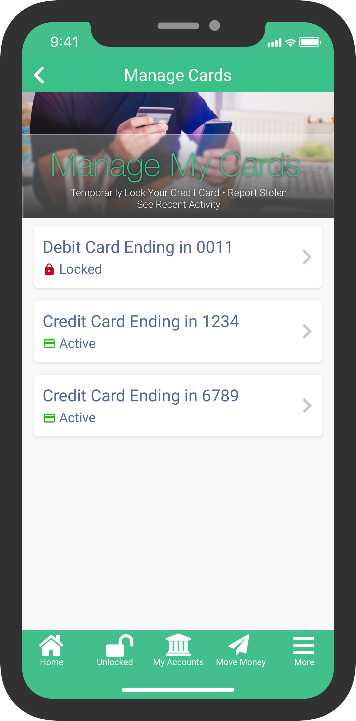 9:41
Manage Cards
Manage My Cards
Temporarily Lock Your Credit Card • Report Stolen
See Recent Activity
Debit Card Ending in 0011
Locked
Credit Card Ending in 1234
Active
Credit Card Ending in 6789
Active
Home Unlocked My Accounts Move Money More